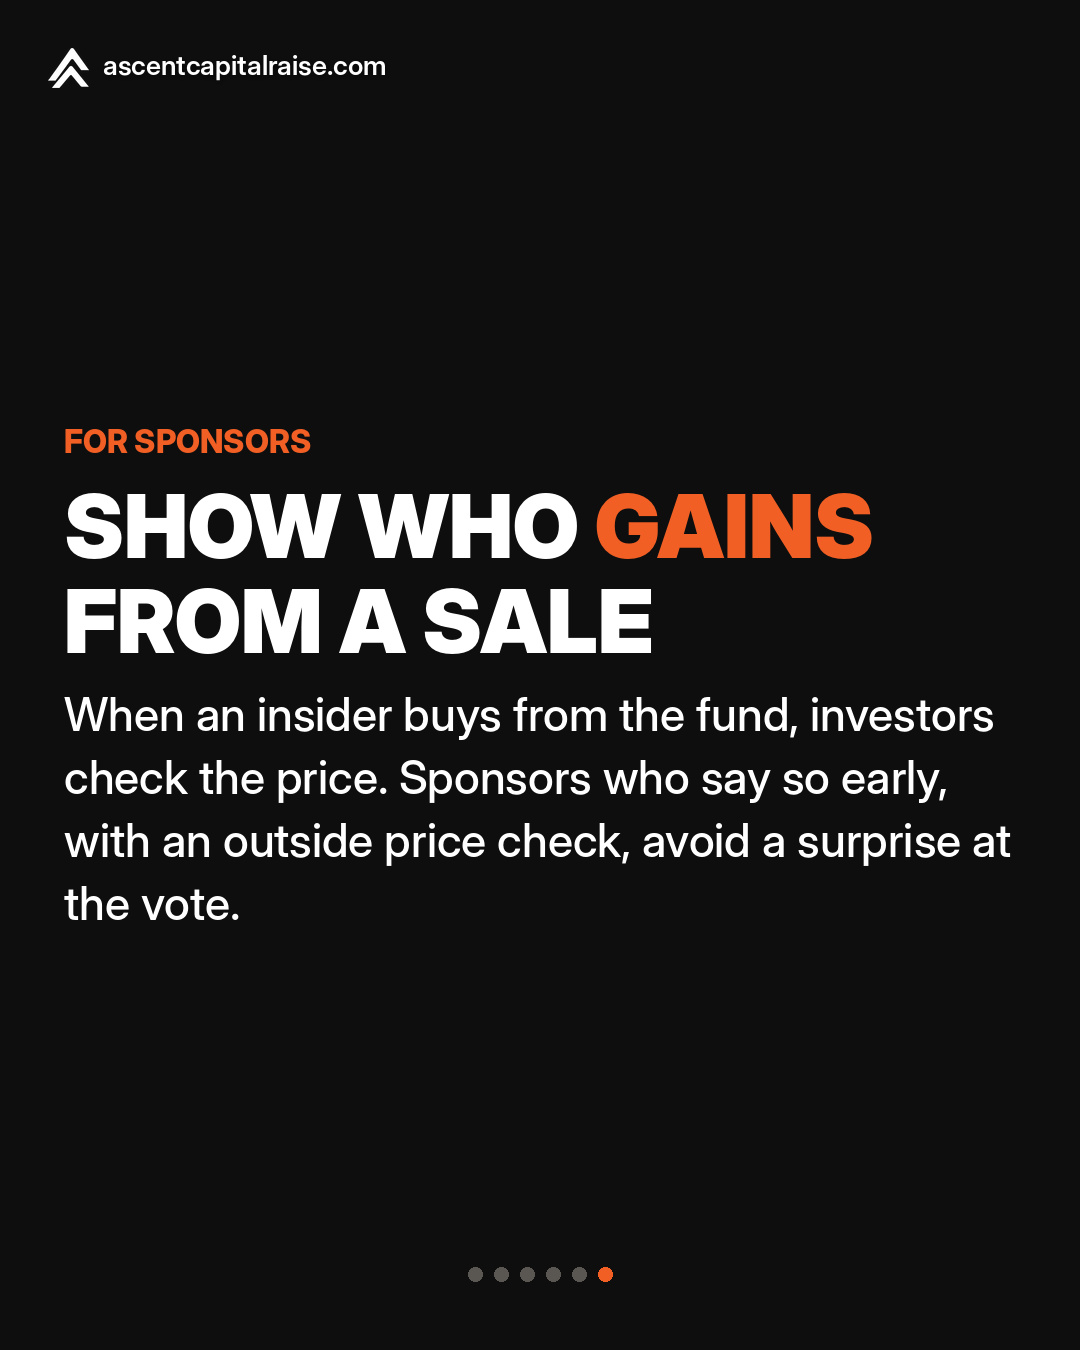 ascentcapitalraise.com
FOR SPONSORS
SHOW WHO GAINS
FROM A SALE
When an insider buys from the fund, investors
check the price. Sponsors who say so early,
with an outside price check, avoid a surprise at
the vote.